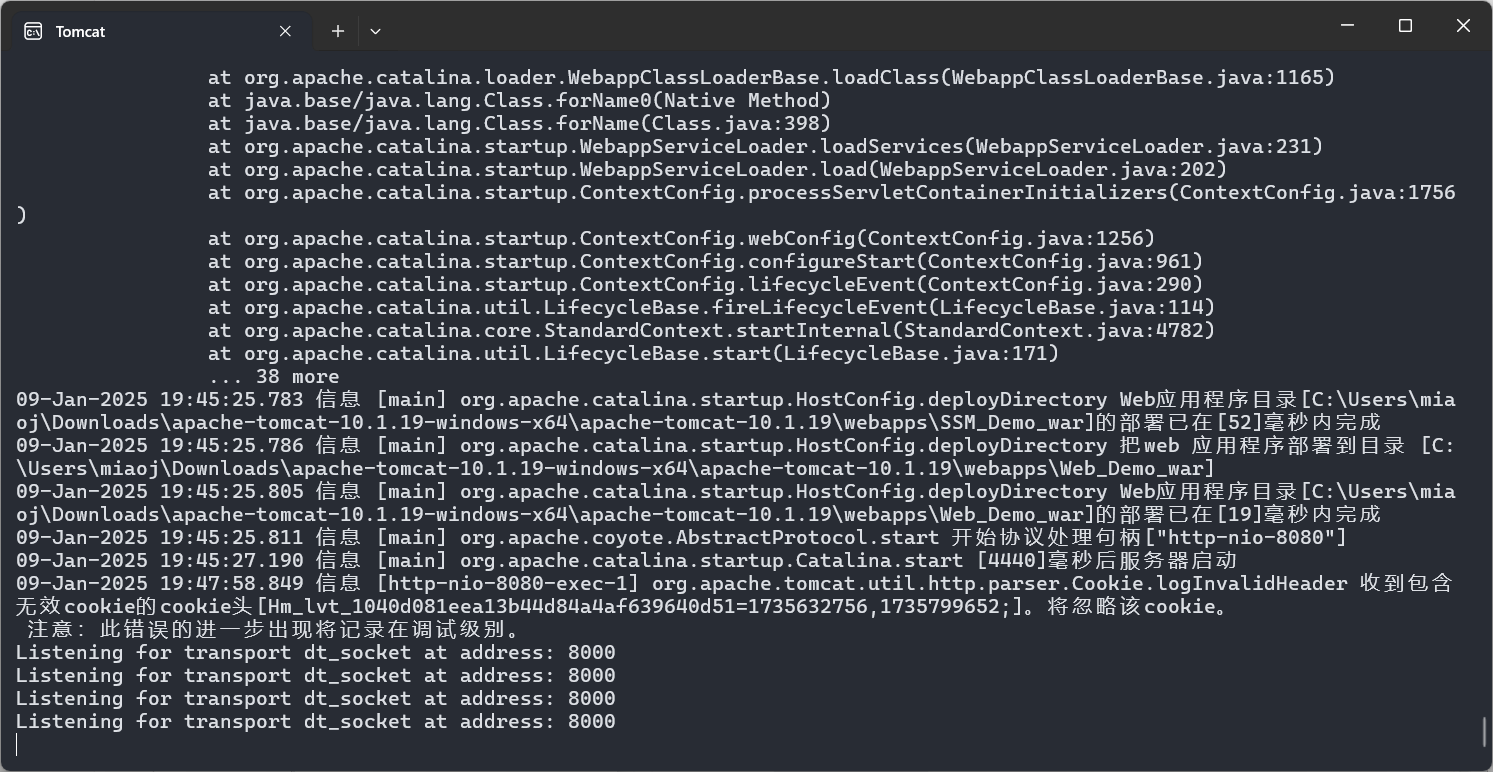 Tomcat
at org.apache.catalina.loader.WebappClassLoaderBase.loadClass(WebappClassLoaderBase.java:1165)
at java.base/java.lang.Class.forName0(Native Method)
at java.base/java.lang.Class.forName(Class.java:398)
at org.apache.catalina.startup.WebappServiceLoader.loadServices(WebappServiceLoader.java:231)
at org.apache.catalina.startup.WebappServiceLoader.load(WebappServiceLoader.java:202)
at org.apache.catalina.startup.ContextConfig.processServletContainerInitializers(ContextConfig.java:1756
)
at org.apache.catalina.startup.ContextConfig.webConfig(ContextConfig.java:1256)
at org.apache.catalina.startup.ContextConfig.configureStart(ContextConfig.java:961)
at org.apache.catalina.startup.ContextConfig.lifecycleEvent(ContextConfig.java:290)
at org.apache.catalina.util.LifecycleBase.fireLifecycleEvent(LifecycleBase.java:114)
at org.apache.catalina.core.StandardContext.startInternal(StandardContext.java:4782)
at org.apache.catalina.util.LifecycleBase.start(LifecycleBase.java:171)
... 38 more
09-Jan-2025 19:45:25.783 信息 [main] org.apache.catalina.startup.HostConfig.deployDirectory Web应用程序目录[C:\Users\mia
oj\Downloads\apache-tomcat-10.1.19-windows-x64\apache-tomcat-10.1.19\webapps\SSM_Demo_war]的部署已在[52]毫秒内完成
09-Jan-2025 19:45:25.786 信息 [main] org.apache.catalina.startup.HostConfig.deployDirectory 把web 应用程序部署到目录 [C:
\Users\miaoj\Downloads\apache-tomcat-10.1.19-windows-x64\apache-tomcat-10.1.19\webapps\Web_Demo_war]
09-Jan-2025 19:45:25.805 信息 [main] org.apache.catalina.startup.HostConfig.deployDirectory Web应用程序目录[C:\Users\mia
oj\Downloads\apache-tomcat-10.1.19-windows-x64\apache-tomcat-10.1.19\webapps\Web_Demo_war]的部署已在[19]毫秒内完成
09-Jan-2025 19:45:25.811 信息 [main] org.apache.coyote.AbstractProtocol.start 开始协议处理句柄["http-nio-8080"]
09-Jan-2025 19:45:27.190 信息 [main] org.apache.catalina.startup.Catalina.start [4440]毫秒后服务器启动
09-Jan-2025 19:47:58.849 信息 [http-nio-8080-exec-1] org.apache.tomcat.util.http.parser.Cookie.logInvalidHeader 收到包含
无效cookie的cookie头[Hm_lvt_1040d081eea13b44d84a4af639640d51=1735632756,1735799652;]。将忽略该cookie。
注意：此错误的进一步出现将记录在调试级别。
Listening for transport dt_socket at address: 8000
Listening for transport dt_socket at address: 8000
Listening for transport dt_socket at address: 8000
Listening for transport dt_socket at address: 8000